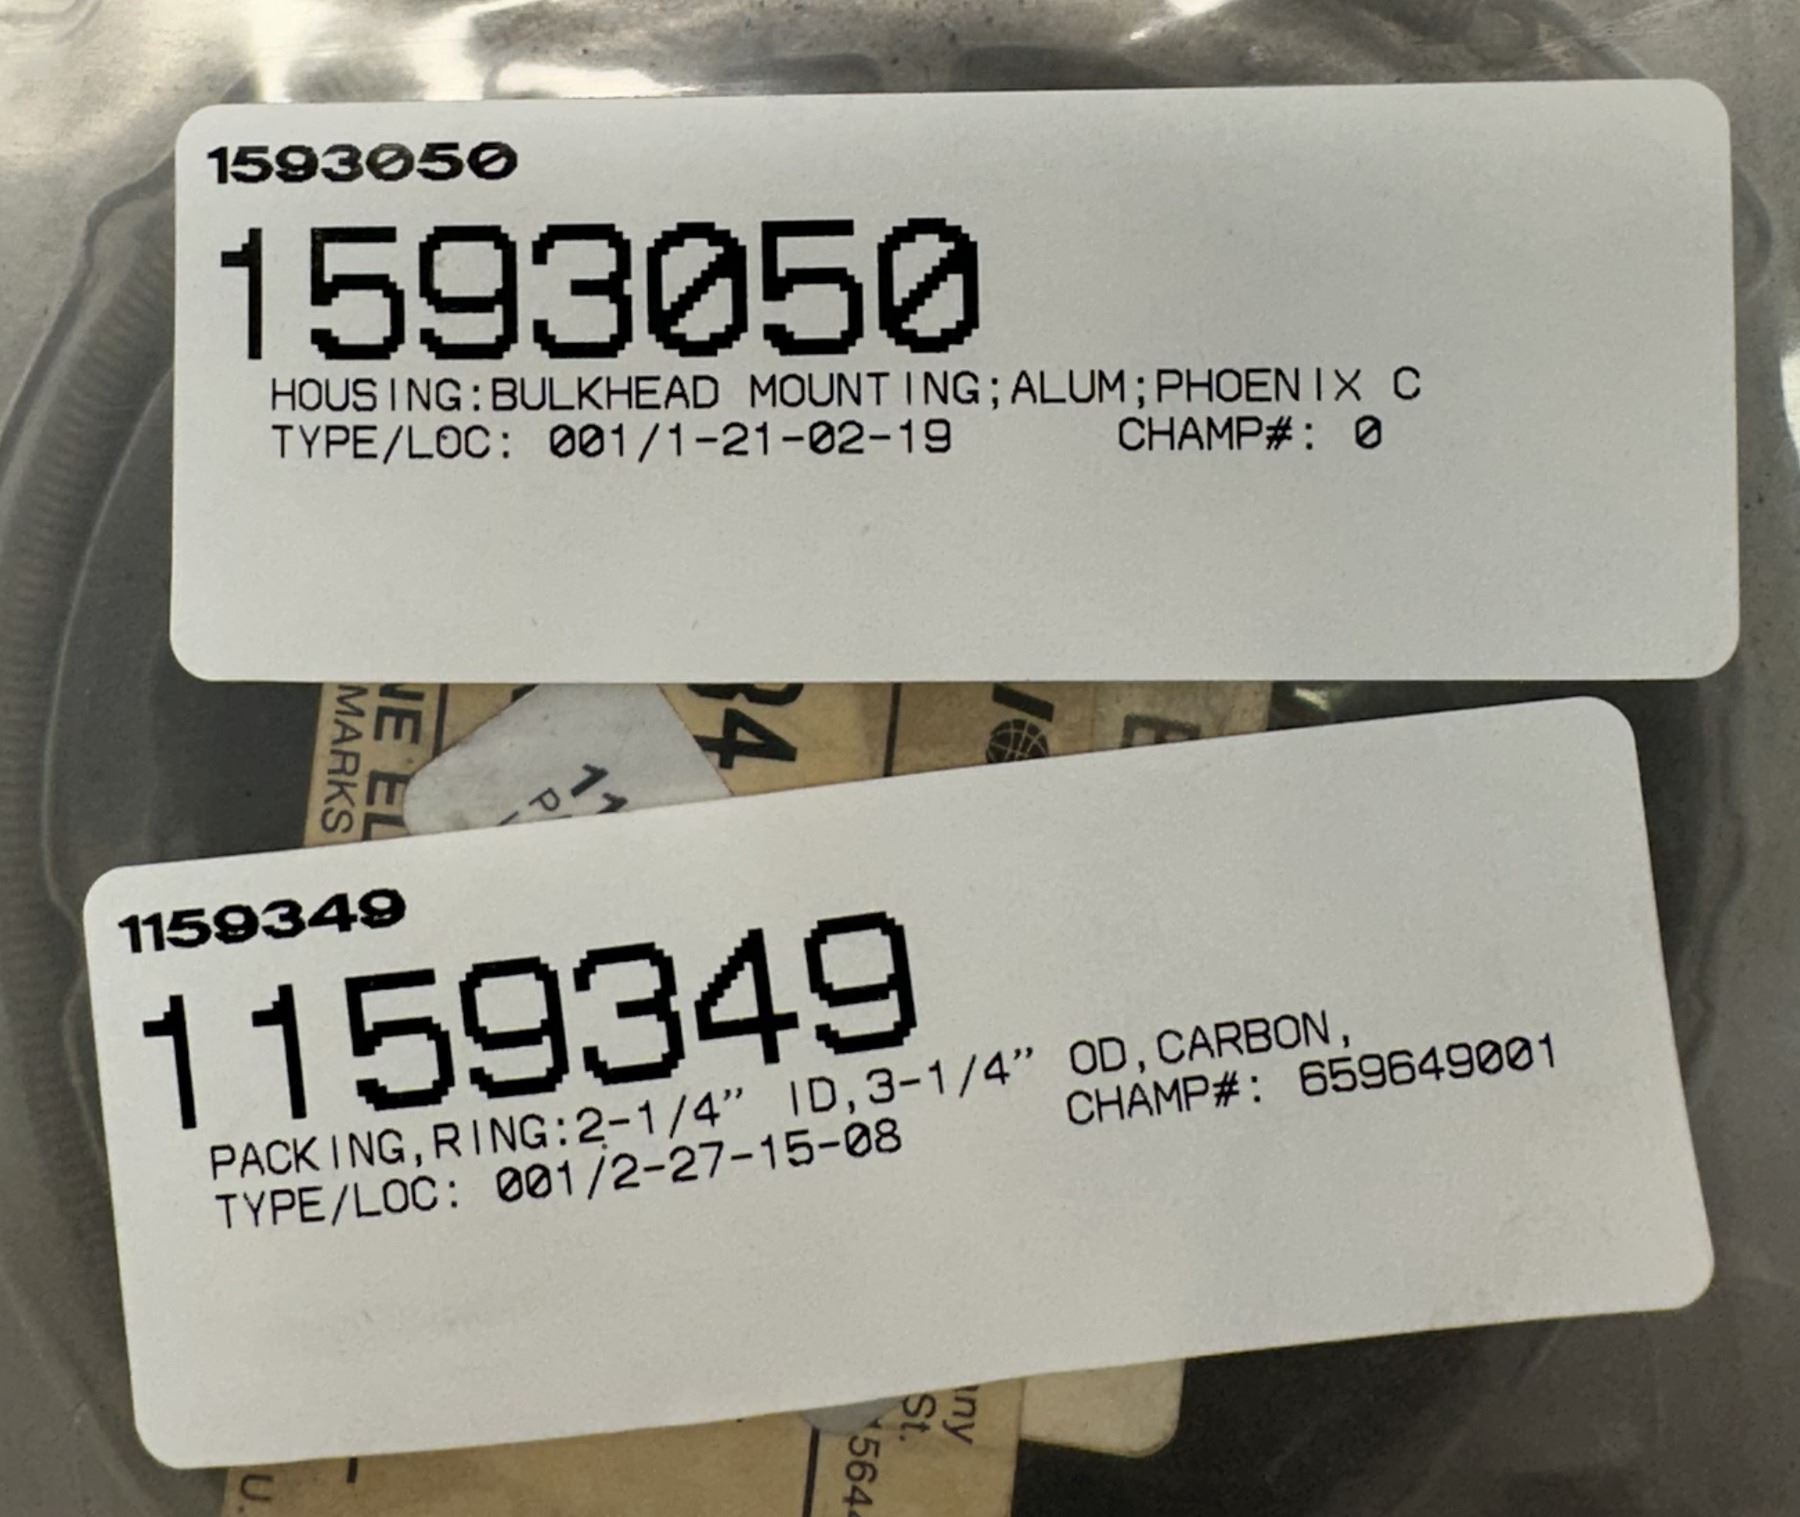 1593050
1593050
HOUSING:BULKHEAD MOUNTING;ALUM;PHOENIX C
TYPE/LOC: 001/1-21-02-19 CHAMP#: 0
MARKS
34
1159349
1159349
PACKING,RING:2-1/4” ID,3-1/4” OD,CARBON,
TYPE/LOC: 001/2-27-15-08 CHAMP#: 659649001
St.
U.